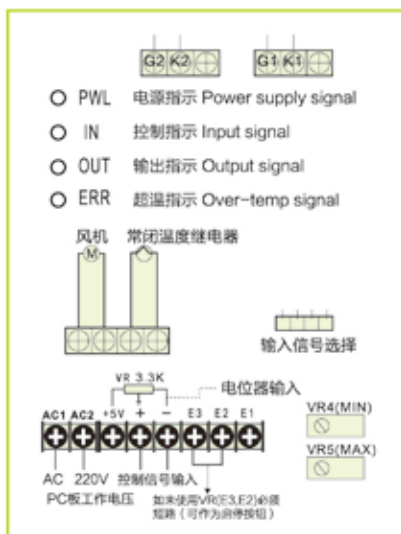 G2 K2 G1 K1
PWL 电源指示 Power supply signal
IN 控制指示 Input signal
OUT 输出指示 Output signal
ERR 超温指示 Over-temp signal
风机 常闭温度继电器
M
输入信号选择
VR 3.3K
电位器输入
AC1 AC2 +5V + − E3 E2 E1
VR4(MIN)
VR5(MAX)
AC 220V 控制信号输入
PC板工作电压
如未使用VR(E3,E2)必须
短路(可作为启停按钮)